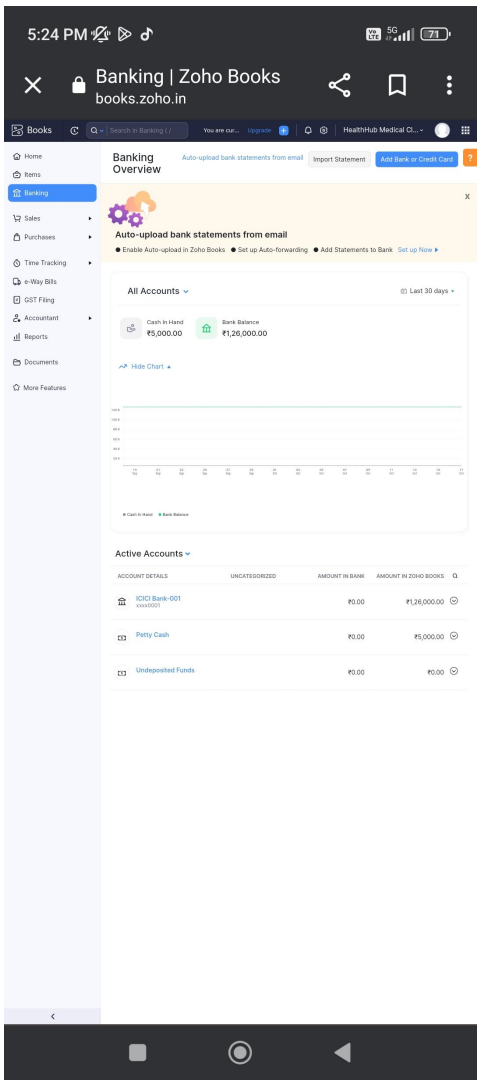 5:24 PM
Vo LTE 5G 71
Banking | Zoho Books
books.zoho.in
Books
Search in Banking ( /
You are cur... Upgrade
HealthHub Medical Cl...
Home
Items
Banking
Sales
Purchases
Time Tracking
e-Way Bills
GST Filing
Accountant
Reports
Documents
More Features
Banking Overview
Auto-upload bank statements from email
Import Statement
Add Bank or Credit Card
?
x
Auto-upload bank statements from email
Enable Auto-upload in Zoho Books Set up Auto-forwarding Add Statements to Bank Set up Now
All Accounts
Last 30 days
Cash In Hand
₹5,000.00
Bank Balance
₹1,26,000.00
Hide Chart
Cash In Hand Bank Balance
Active Accounts
ACCOUNT DETAILS UNCATEGORIZED AMOUNT IN BANK AMOUNT IN ZOHO BOOKS
ICICI Bank-001 ₹0.00 ₹1,26,000.00
xxxx0001
Petty Cash ₹0.00 ₹5,000.00
Undeposited Funds ₹0.00 ₹0.00